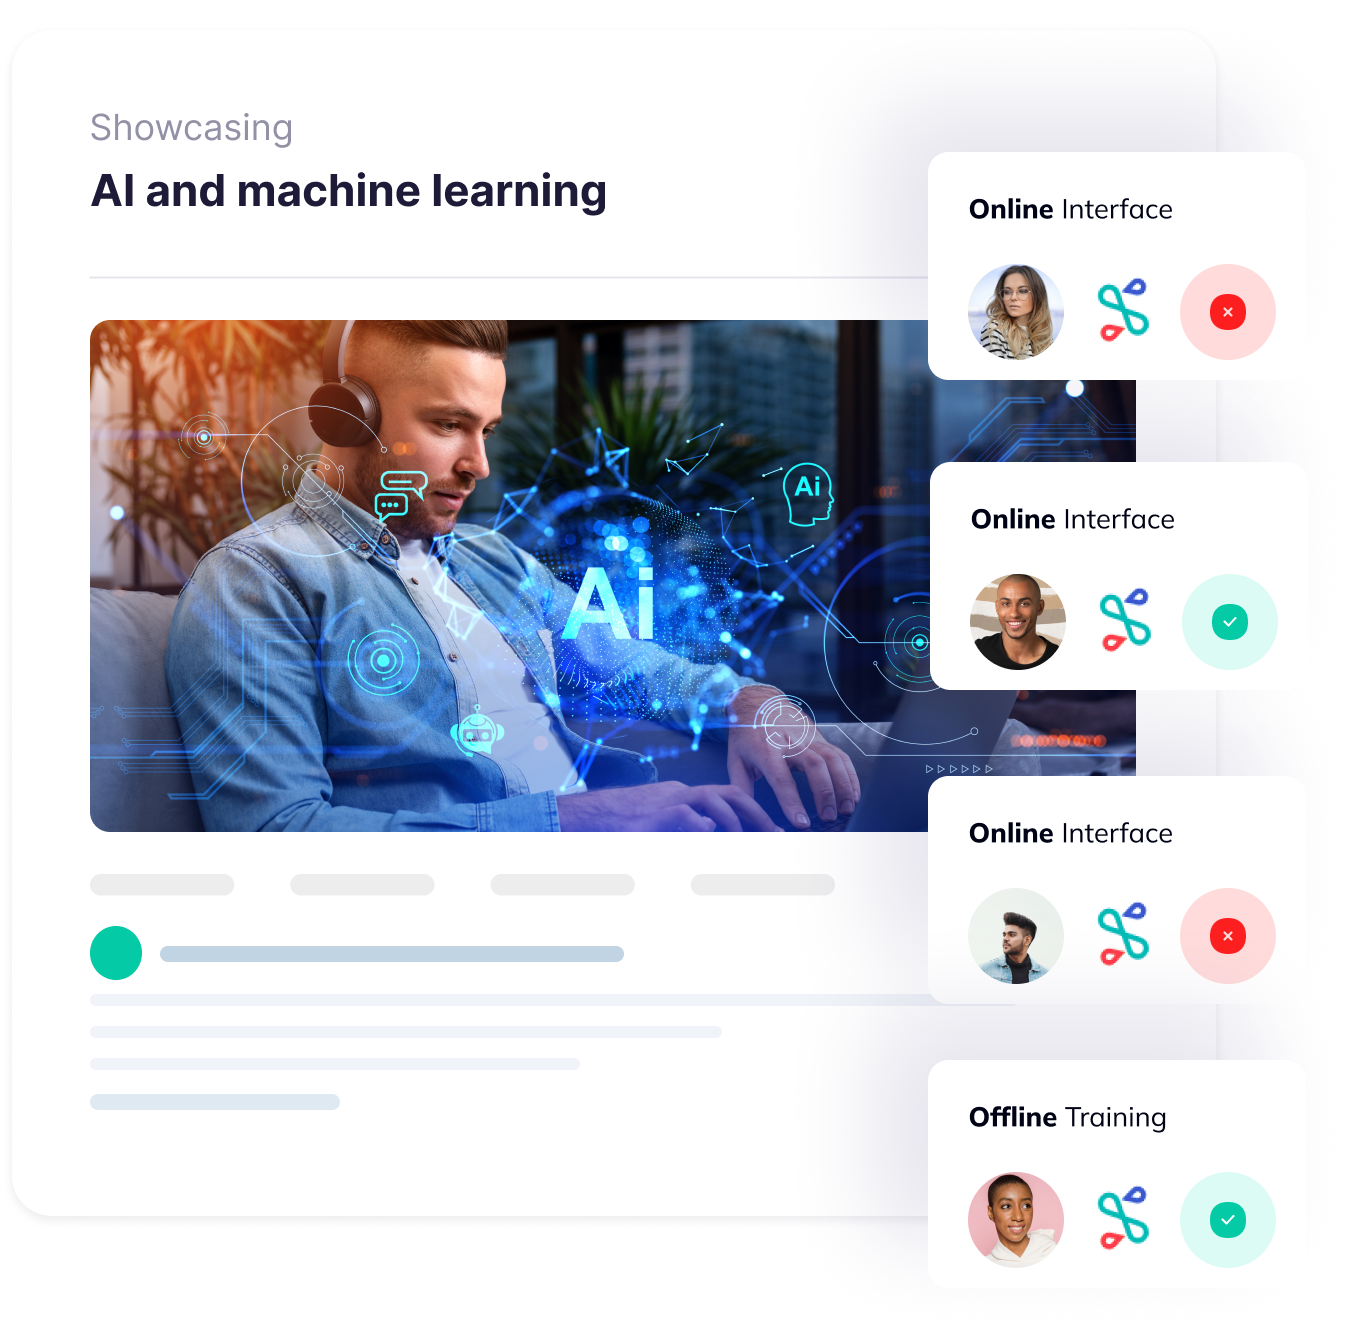 Showcasing
AI and machine learning
Online Interface
Ai
Ai
Online Interface
Online Interface
Offline Training